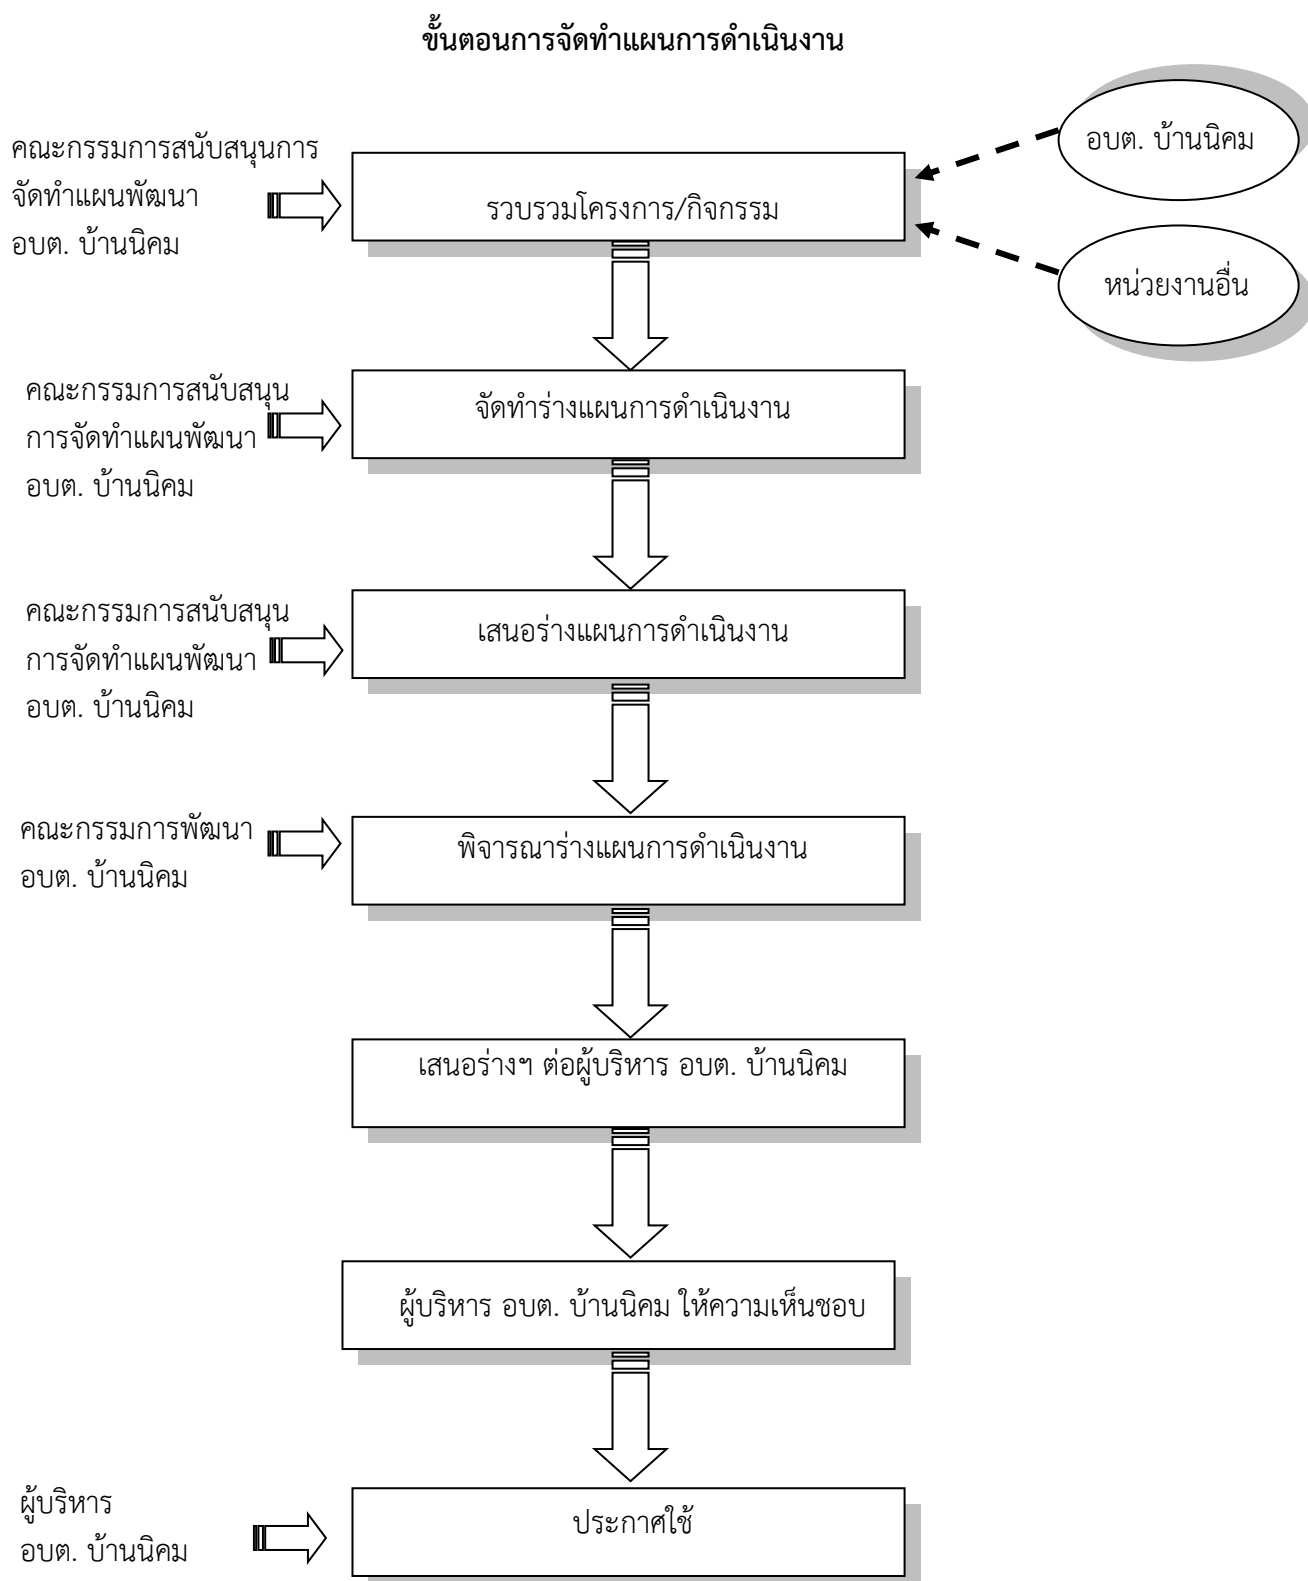 ขั้นตอนการจัดทำแผนการดำเนินงาน
คณะกรรมการสนับสนุนการ
จัดทำแผนพัฒนา
อบต. บ้านนิคม
รวบรวมโครงการ/กิจกรรม
อบต. บ้านนิคม
หน่วยงานอื่น
คณะกรรมการสนับสนุน
การจัดทำแผนพัฒนา
อบต. บ้านนิคม
จัดทำร่างแผนการดำเนินงาน
คณะกรรมการสนับสนุน
การจัดทำแผนพัฒนา
อบต. บ้านนิคม
เสนอร่างแผนการดำเนินงาน
คณะกรรมการพัฒนา
อบต. บ้านนิคม
พิจารณาร่างแผนการดำเนินงาน
เสนอร่างฯ ต่อผู้บริหาร อบต. บ้านนิคม
ผู้บริหาร อบต. บ้านนิคม ให้ความเห็นชอบ
ผู้บริหาร
อบต. บ้านนิคม
ประกาศใช้